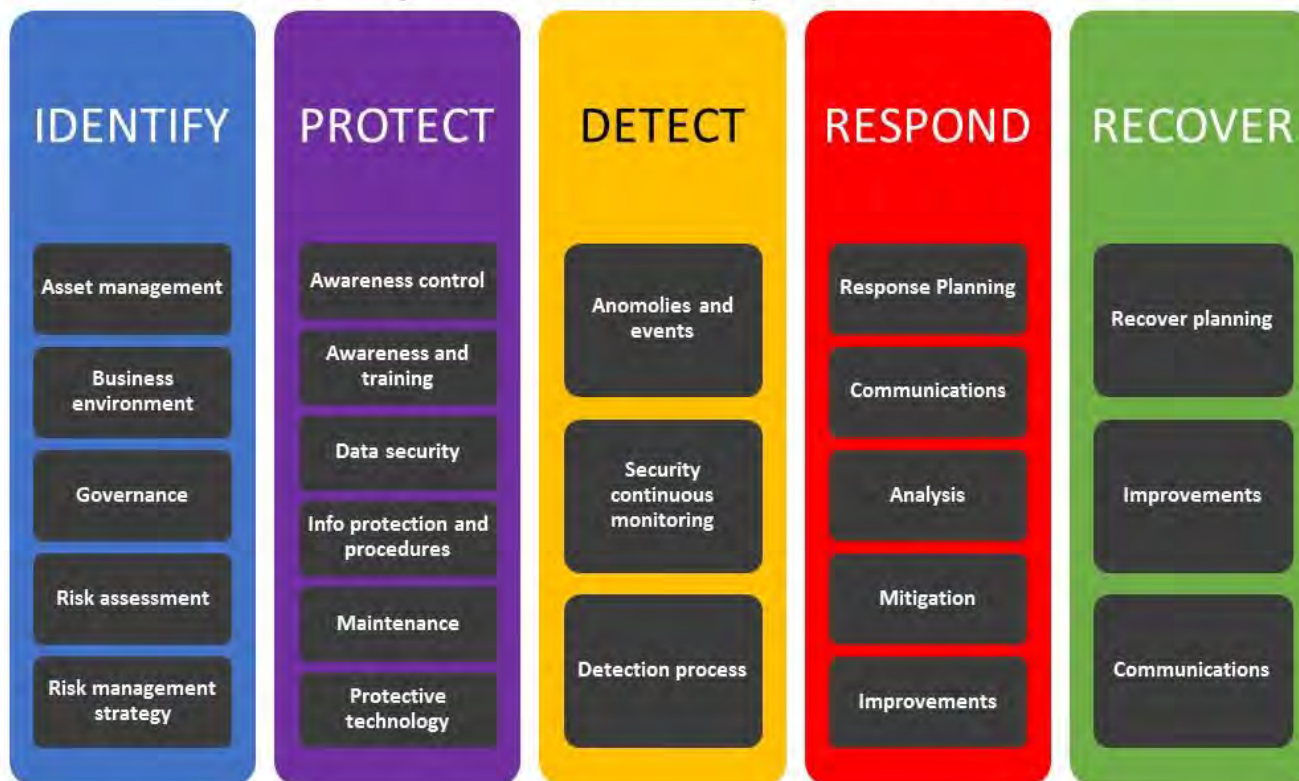 IDENTIFY
Asset management
Business
environment
Governance
Risk assessment
Risk management
strategy
PROTECT
Awareness control
Awareness and
training
Data security
Info protection and
procedures
Maintenance
Protective
technology
DETECT
Anomolies and
events
Security
continuous
monitoring
Detection process
RESPOND
Response Planning
Communications
Analysis
Mitigation
Improvements
RECOVER
Recover planning
Improvements
Communications